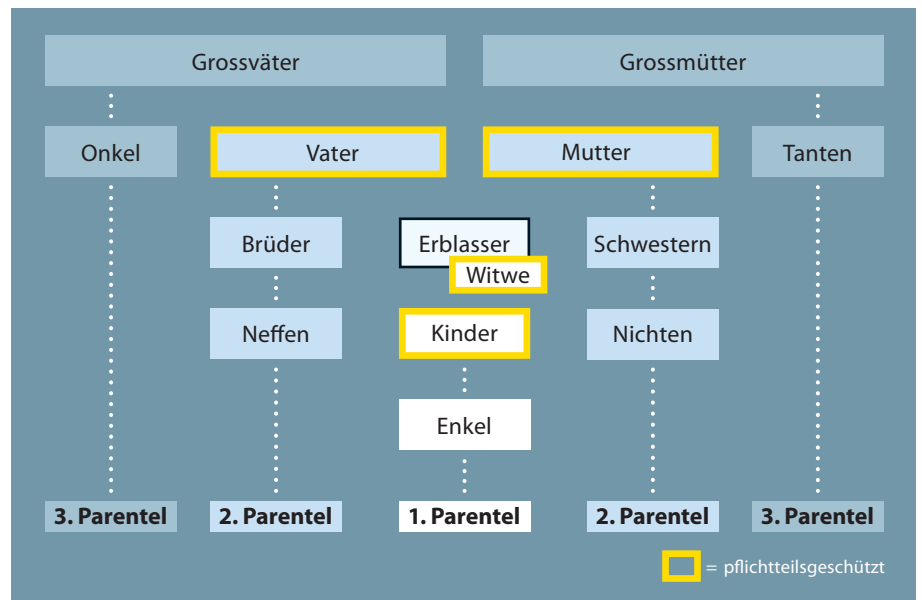 Grossväter
Grossmütter
Onkel
Vater
Mutter
Tanten
Brüder
Erblasser
Schwestern
Witwe
Neffen
Kinder
Nichten
Enkel
3. Parentel
2. Parentel
1. Parentel
2. Parentel
3. Parentel
= pflichtteilsgeschützt